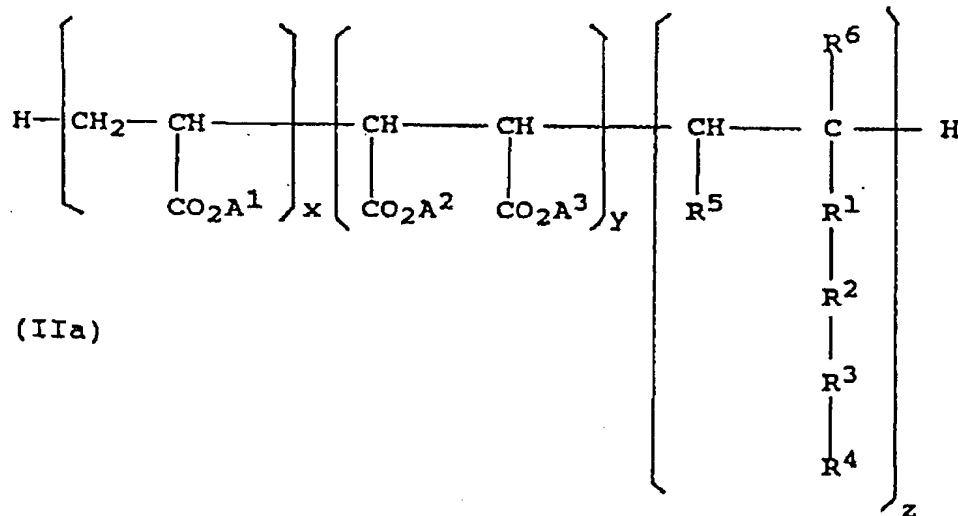 R⁶
H CH₂ CH CH CH CH C H
CO₂A¹ x CO₂A² CO₂A³ y R⁵ R¹
R²
(IIa)
R³
R⁴
z